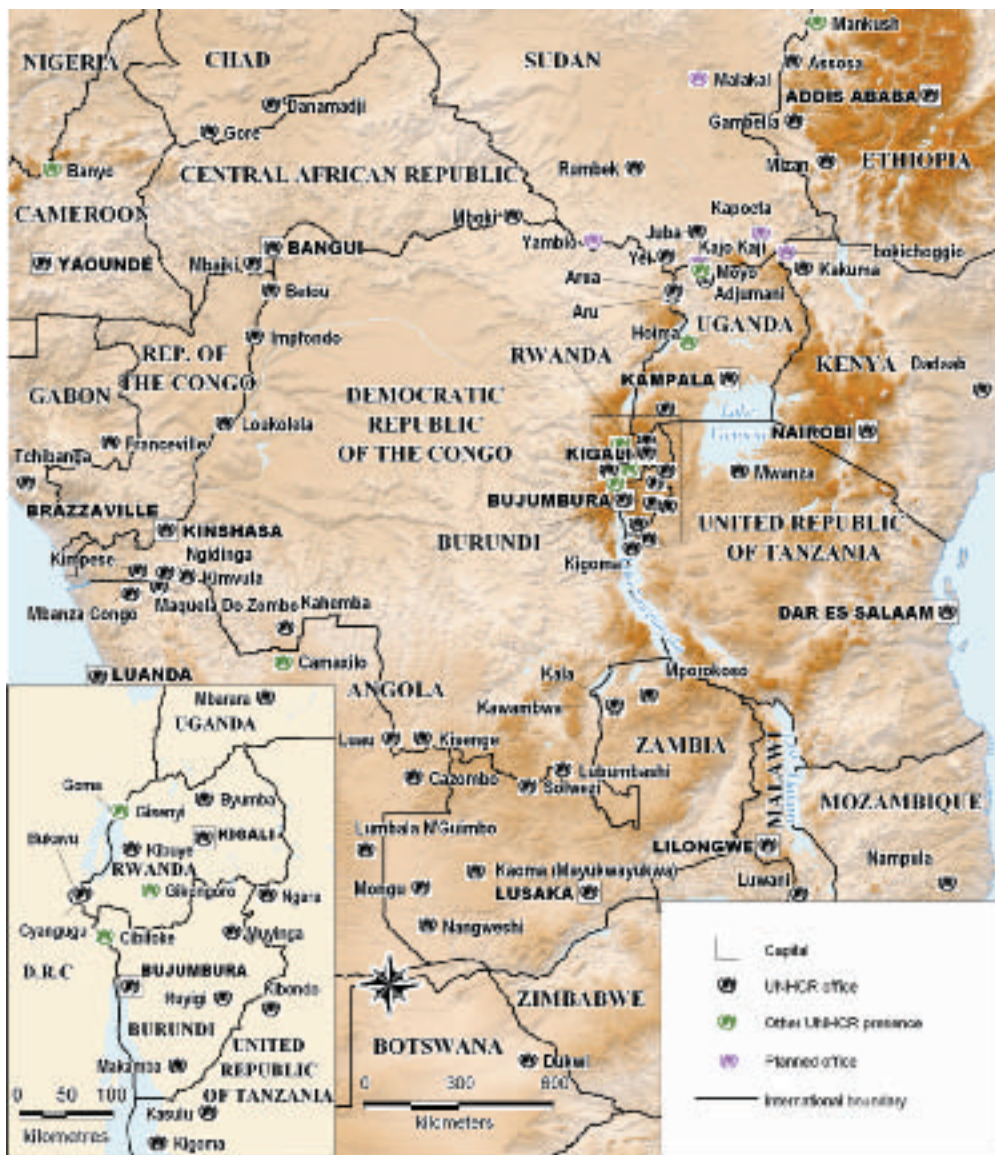 Mankush
NIGERIA
CHAD
SUDAN
Assosa
Malakal
ADDIS ABABA
Danamadji
Gambella
Gore
Banyo
CENTRAL AFRICAN REPUBLIC
Rumbek
Mizan
ETHIOPIA
CAMEROON
Mboki
Kapoeta
YAOUNDÉ
BANGUI
Yambio
Juba
Kajo Kaji
lokichoggio
Mbaiki
Yei
Moyo
Kakuma
Betou
Arua
Adjumani
Aru
Impfondo
Hoima
UGANDA
REP. OF
THE CONGO
RWANDA
KENYA
Dadaab
GABON
DEMOCRATIC
REPUBLIC
OF THE CONGO
KAMPALA
Loukolela
Lake
Franceville
KIGALI
NAIROBI
Tchibanga
Mwanza
BUJUMBURA
BRAZZAVILLE
KINSHASA
BURUNDI
UNITED REPUBLIC
OF TANZANIA
Kimpese
Ngidinga
Kimvula
Kigoma
Mbanza Congo
Maquela Do Zombo
Kahemba
DAR ES SALAAM
LUANDA
Camaxilo
Kala
Mporokoso
ANGOLA
Kawambwa
Luau
Kisenge
ZAMBIA
MALAWI
Cazombo
Lubumbashi
Solwezi
MOZAMBIQUE
Lumbala N'Guimbo
LILONGWE
Nampula
Kaoma (Mayukwayukwa)
Mongu
LUSAKA
Luwani
Nangweshi
ZIMBABWE
BOTSWANA
Dukwi
0 300 600
kilometers
Mbarara
UGANDA
Goma
Gisenyi
Byumba
Bukavu
KIGALI
Kibuye
RWANDA
Gikongoro
Ngara
Cyangugu
Cibitoke
Muyinga
D.R.C
BUJUMBURA
Ruyigi
Kibondo
BURUNDI
UNITED
REPUBLIC
OF TANZANIA
Makamba
0 50 100
kilometres
Kasulu
Kigoma
Capital
UNHCR office
Other UNHCR presence
Planned office
International boundary